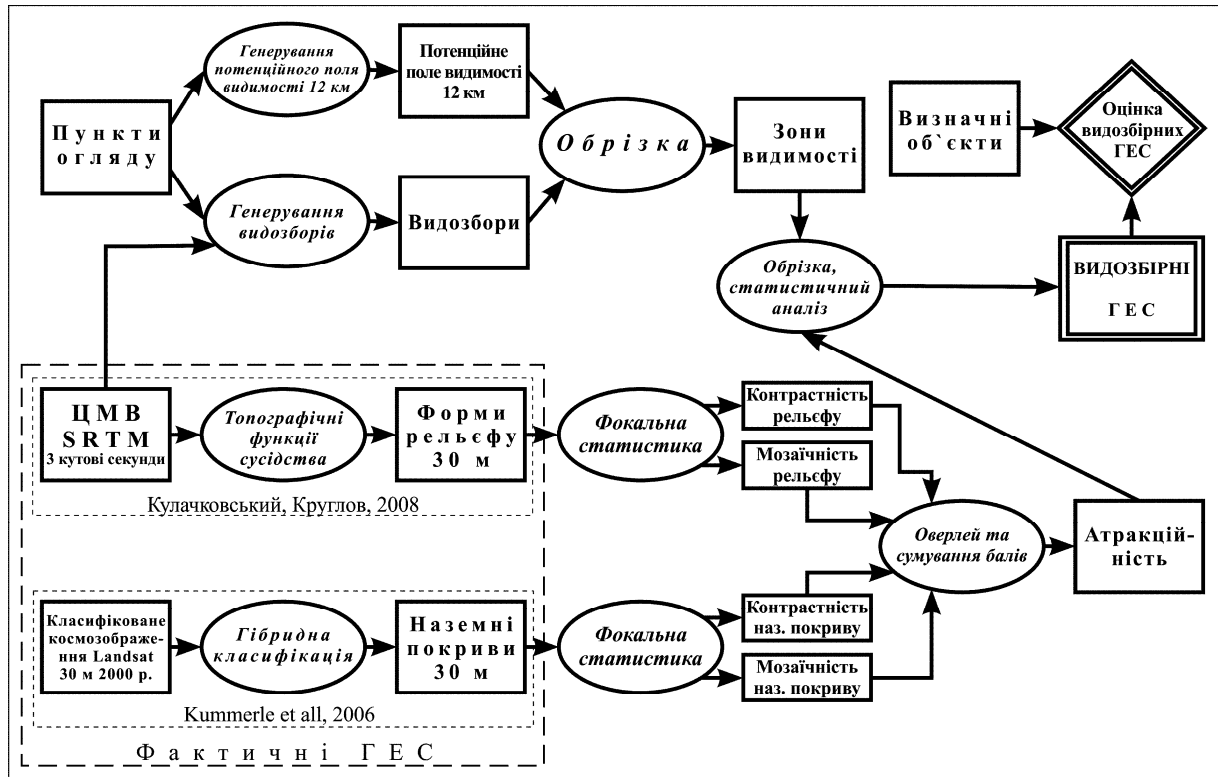 Генерування
потенційного поля
видимості 12 км
Потенційне
поле видимості
12 км
Пункти
огляду
Обрізка
Зони
видимості
Визначні
об`єкти
Оцінка
видозбірних
ГЕС
Генерування
видозборів
Видозбори
Обрізка,
статистичний
аналіз
ВИДОЗБІРНІ
ГЕС
ЦМВ
SRTM
3 кутові секунди
Топографічні
функції
сусідства
Форми
рельєфу
30 м
Кулачковський, Круглов, 2008
Фокальна
статистика
Контрастність
рельєфу
Мозаїчність
рельєфу
Оверлей та
сумування балів
Атракцій-
ність
Класифіковане
космозображе-
ння Landsat
30 м 2000 р.
Гібридна
класифікація
Наземні
покриви
30 м
Kummerle et all, 2006
Фокальна
статистика
Контрастність
наз. покриву
Мозаїчність
наз. покриву
Фактичні ГЕС